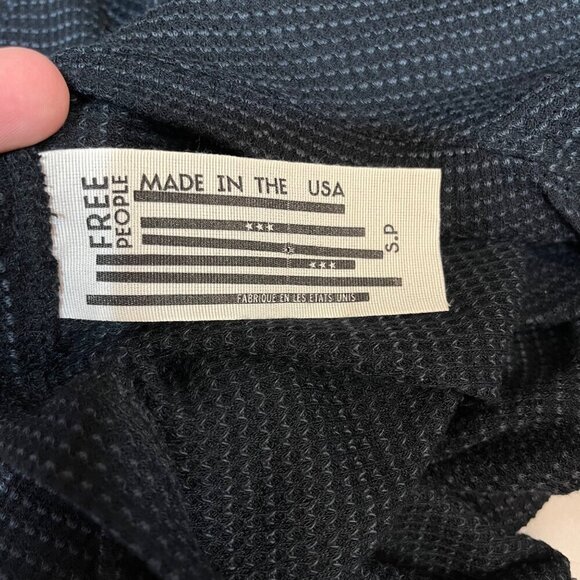 FREE
PEOPLE
MADE IN THE USA
S.P
FABRIQUE EN LES ETATS UNIS